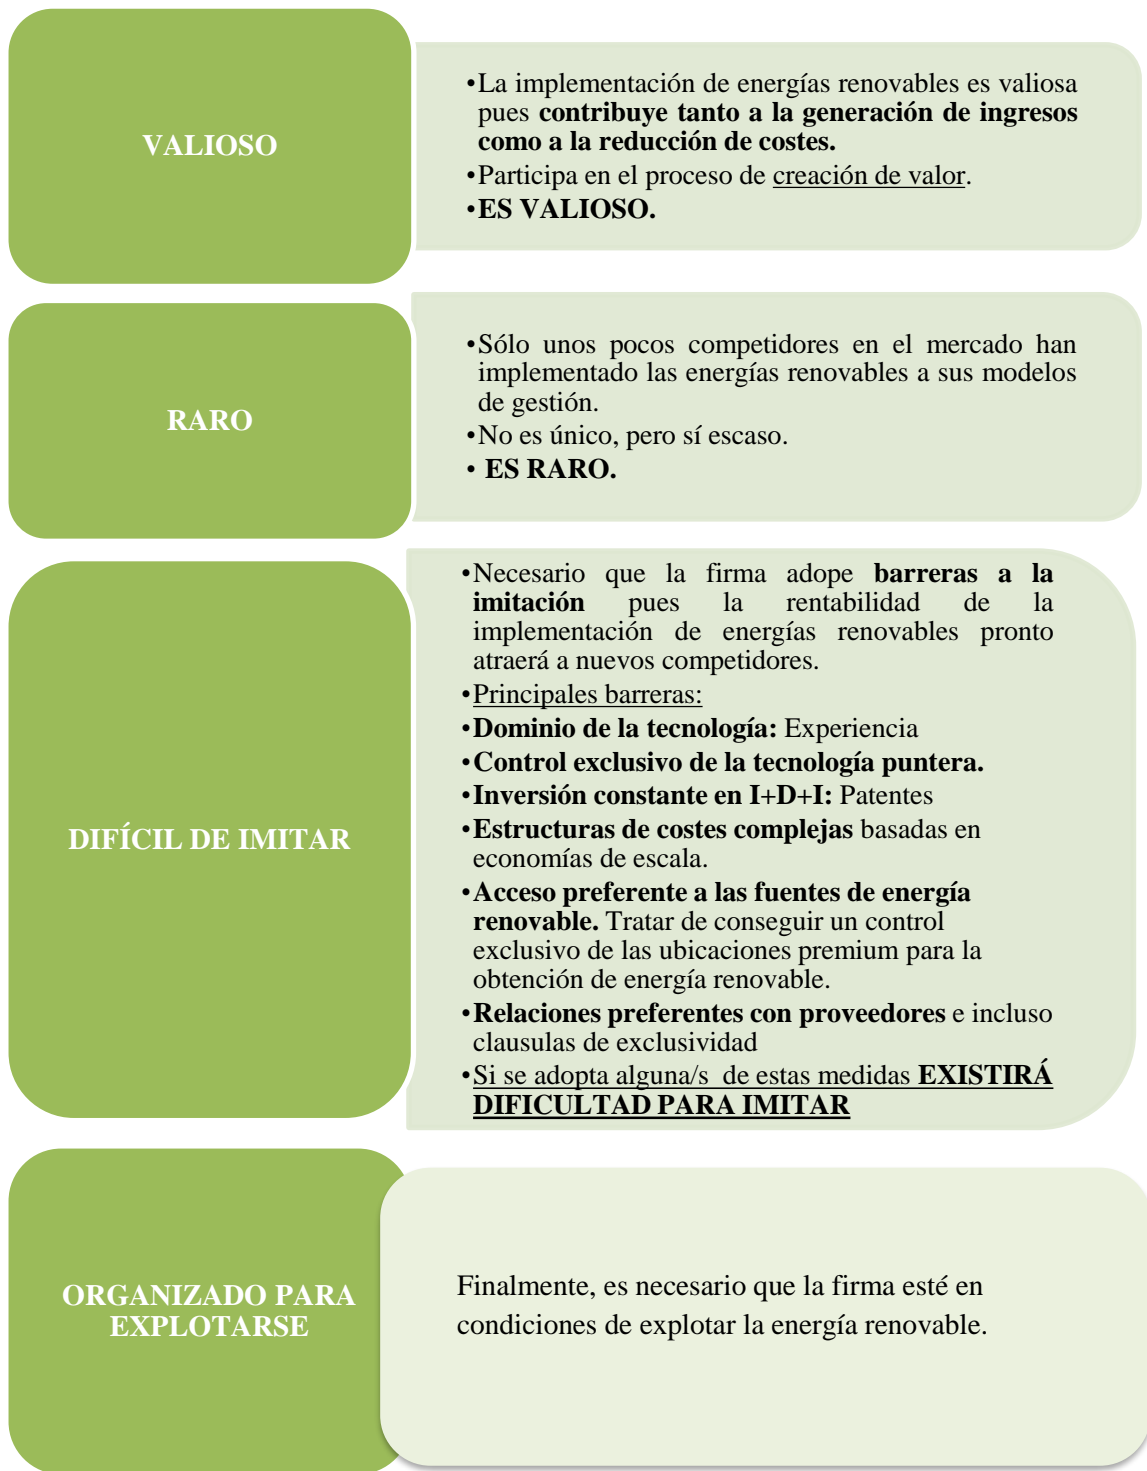 VALIOSO
•La implementación de energías renovables es valiosa
pues contribuye tanto a la generación de ingresos
como a la reducción de costes.
•Participa en el proceso de creación de valor.
•ES VALIOSO.
RARO
•Sólo unos pocos competidores en el mercado han
implementado las energías renovables a sus modelos
de gestión.
•No es único, pero sí escaso.
• ES RARO.
DIFÍCIL DE IMITAR
•Necesario que la firma adope barreras a la
imitación pues la rentabilidad de la
implementación de energías renovables pronto
atraerá a nuevos competidores.
•Principales barreras:
•Dominio de la tecnología: Experiencia
•Control exclusivo de la tecnología puntera.
•Inversión constante en I+D+I: Patentes
•Estructuras de costes complejas basadas en
economías de escala.
•Acceso preferente a las fuentes de energía
renovable. Tratar de conseguir un control
exclusivo de las ubicaciones premium para la
obtención de energía renovable.
•Relaciones preferentes con proveedores e incluso
clausulas de exclusividad
•Si se adopta alguna/s de estas medidas EXISTIRÁ
DIFICULTAD PARA IMITAR
ORGANIZADO PARA
EXPLOTARSE
Finalmente, es necesario que la firma esté en
condiciones de explotar la energía renovable.